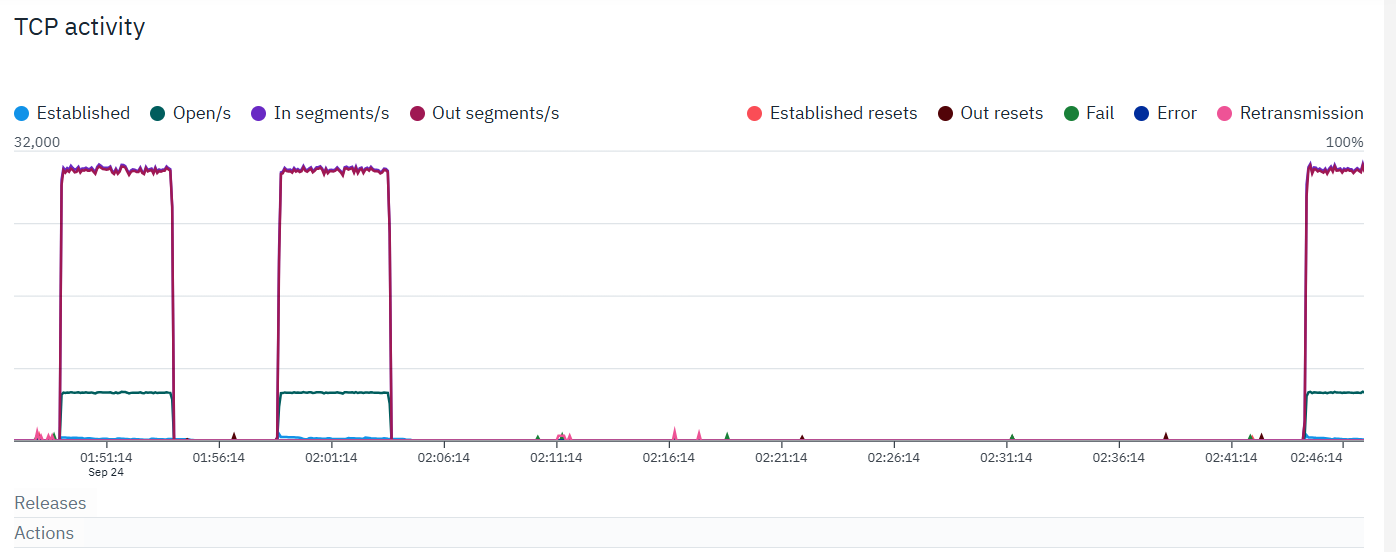 TCP activity
Established Open/s In segments/s Out segments/s Established resets Out resets Fail Error Retransmission
32,000 100%
01:51:14 01:56:14 02:01:14 02:06:14 02:11:14 02:16:14 02:21:14 02:26:14 02:31:14 02:36:14 02:41:14 02:46:14
Sep 24
Releases
Actions